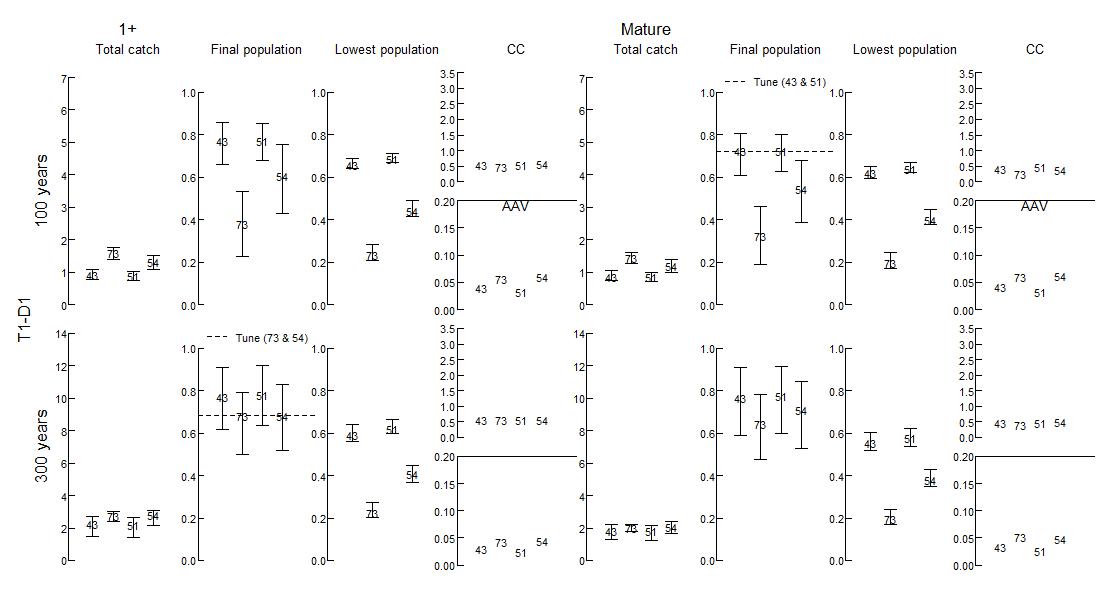 1+ Mature
Total catch Final population Lowest population CC Total catch Final population Lowest population CC
Tune (43 & 51)
7 6 5 4 3 2 1 0
1.0 0.8 0.6 0.4 0.2 0.0
1.0 0.8 0.6 0.4 0.2 0.0
3.5 3.0 2.5 2.0 1.5 1.0 0.5 0.0
7 6 5 4 3 2 1 0
1.0 0.8 0.6 0.4 0.2 0.0
1.0 0.8 0.6 0.4 0.2 0.0
3.5 3.0 2.5 2.0 1.5 1.0 0.5 0.0
43 73 51 54
43 73 51 54
43 73 51 54
43 73 51 54
43 73 51 54
43 73 51 54
43 73 51 54
43 73 51 54
100 years
AAV AAV
0.20 0.15 0.10 0.05 0.00
43 73 51 54
0.20 0.15 0.10 0.05 0.00
43 73 51 54
T1-D1
Tune (73 & 54)
14 12 10 8 6 4 2 0
1.0 0.8 0.6 0.4 0.2 0.0
1.0 0.8 0.6 0.4 0.2 0.0
3.5 3.0 2.5 2.0 1.5 1.0 0.5 0.0
14 12 10 8 6 4 2 0
1.0 0.8 0.6 0.4 0.2 0.0
1.0 0.8 0.6 0.4 0.2 0.0
3.5 3.0 2.5 2.0 1.5 1.0 0.5 0.0
43 73 51 54
43 73 51 54
43 73 51 54
43 73 51 54
43 73 51 54
43 73 51 54
43 73 51 54
43 73 51 54
300 years
0.20 0.15 0.10 0.05 0.00
43 73 51 54
0.20 0.15 0.10 0.05 0.00
43 73 51 54